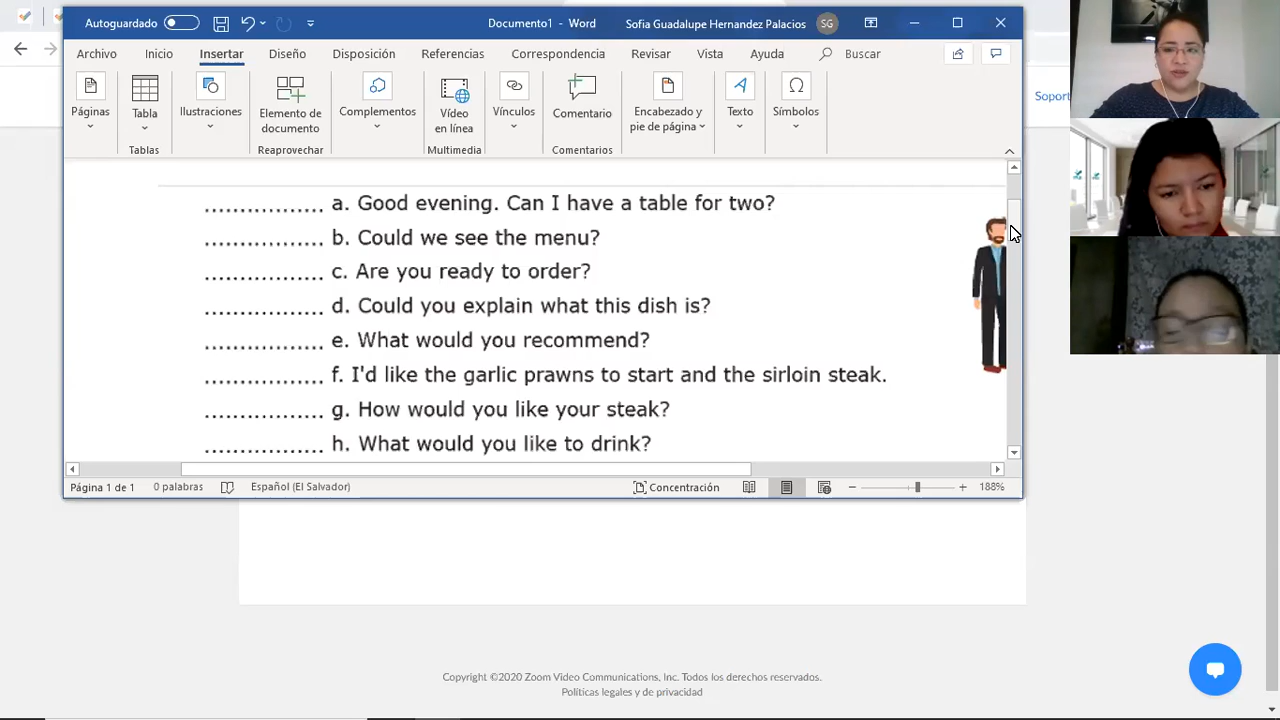 Autoguardado Documento1 - Word Sofia Guadalupe Hernandez Palacios SG
Archivo Inicio Insertar Diseño Disposición Referencias Correspondencia Revisar Vista Ayuda Buscar
Páginas Tabla Ilustraciones Elemento de documento Complementos Vídeo en línea Vínculos Comentario Encabezado y pie de página Texto Símbolos
Tablas Reaprovechar Multimedia Comentarios
Soport
................. a. Good evening. Can I have a table for two?
................. b. Could we see the menu?
................. c. Are you ready to order?
................. d. Could you explain what this dish is?
................. e. What would you recommend?
................. f. I'd like the garlic prawns to start and the sirloin steak.
................. g. How would you like your steak?
................. h. What would you like to drink?
Página 1 de 1 0 palabras Español (El Salvador) Concentración 188%
Copyright ©2020 Zoom Video Communications, Inc. Todos los derechos reservados.
Políticas legales y de privacidad